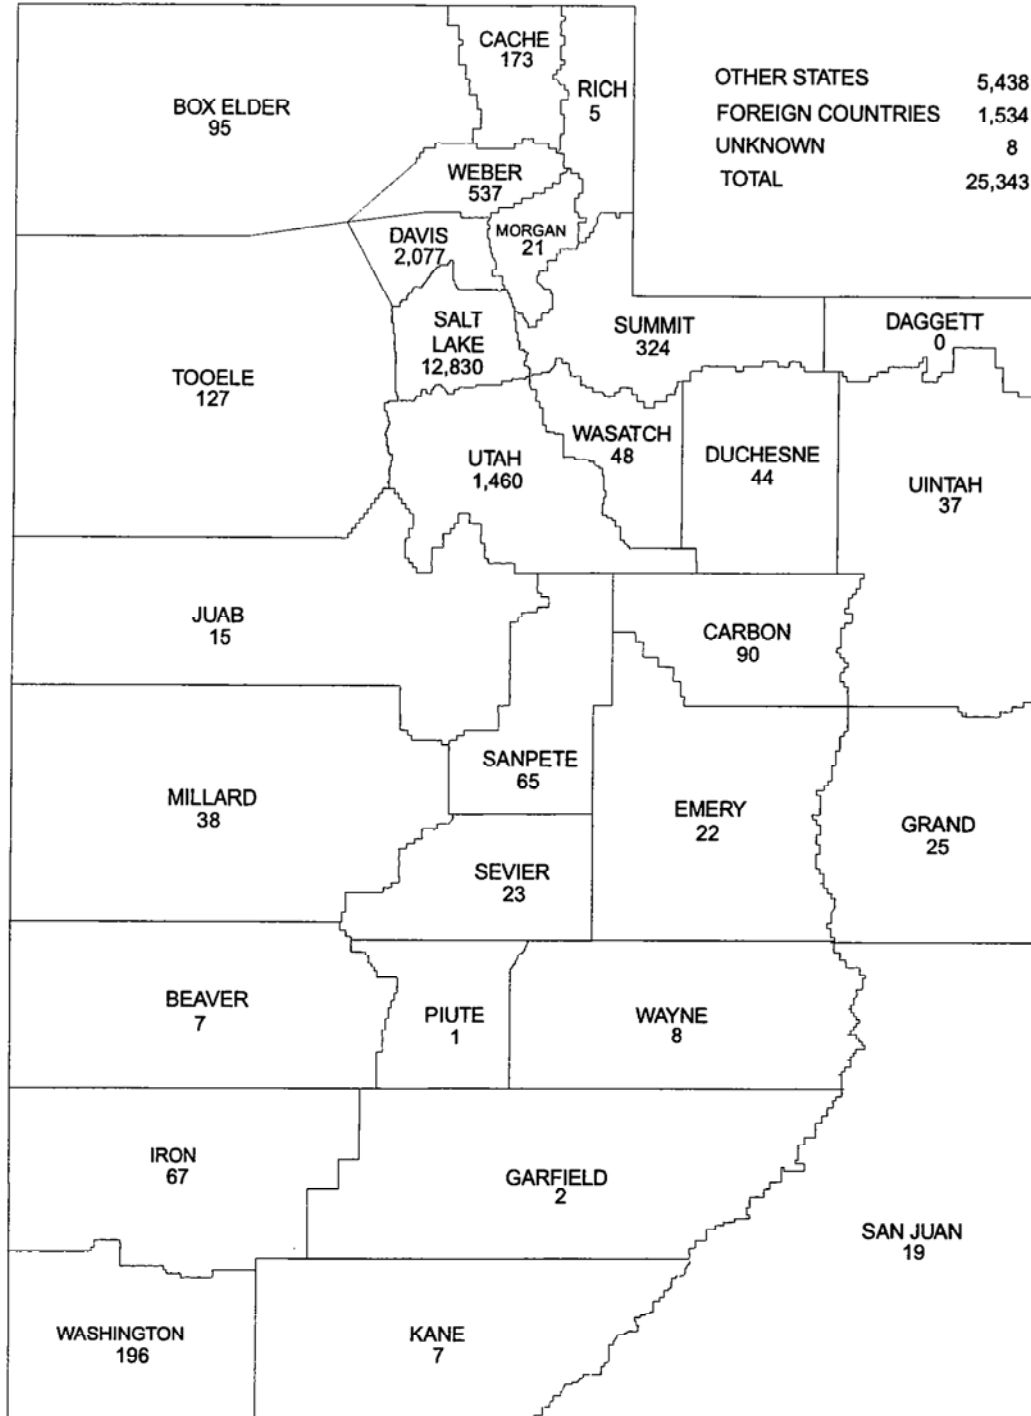 CACHE
173
RICH
5
OTHER STATES 5,438
FOREIGN COUNTRIES 1,534
UNKNOWN 8
TOTAL 25,343
BOX ELDER
95
WEBER
537
MORGAN
21
DAVIS
2,077
SALT
LAKE
12,830
SUMMIT
324
DAGGETT
0
TOOELE
127
UTAH
1,460
WASATCH
48
DUCHESNE
44
UINTAH
37
JUAB
15
CARBON
90
SANPETE
65
MILLARD
38
EMERY
22
GRAND
25
SEVIER
23
BEAVER
7
PIUTE
1
WAYNE
8
IRON
67
GARFIELD
2
SAN JUAN
19
WASHINGTON
196
KANE
7